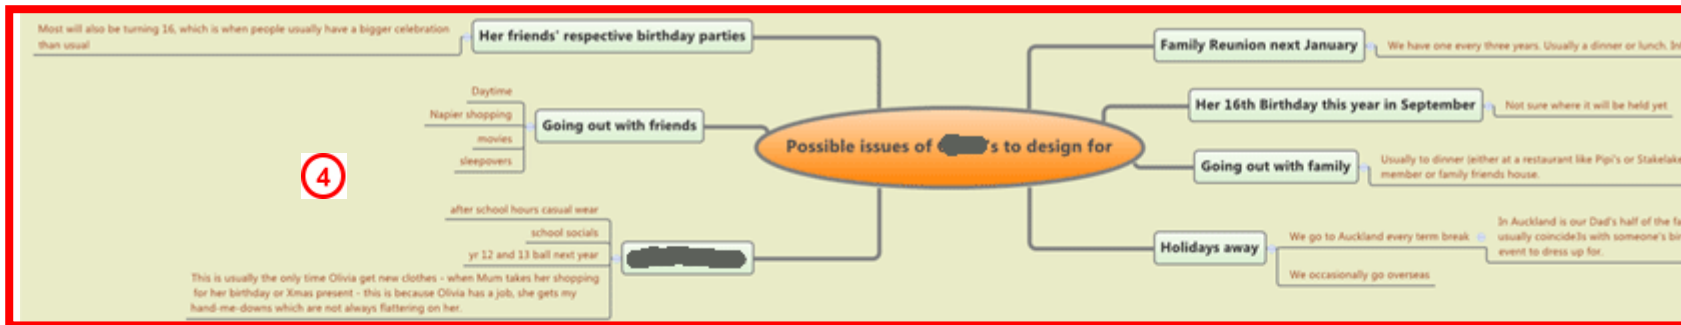 Most will also be turning 16, which is when people usually have a bigger celebration
than usual
Her friends' respective birthday parties
Daytime
Napier shopping
movies
sleepovers
Going out with friends
4
after school hours casual wear
school socials
yr 12 and 13 ball next year
This is usually the only time Olivia get new clothes - when Mum takes her shopping
for her birthday or Xmas present - this is because Olivia has a job, she gets my
hand-me-downs which are not always flattering on her.
Possible issues of 's to design for
Family Reunion next January
We have one every three years. Usually a dinner or lunch.
Her 16th Birthday this year in September
Not sure where it will be held yet
Going out with family
Usually to dinner (either at a restaurant like Pipi's or
member or family friends house.
Holidays away
We go to Auckland every term break
In Auckland is our Dad's half of the
usually coincide3s with someone's
event to dress up for.
We occasionally go overseas